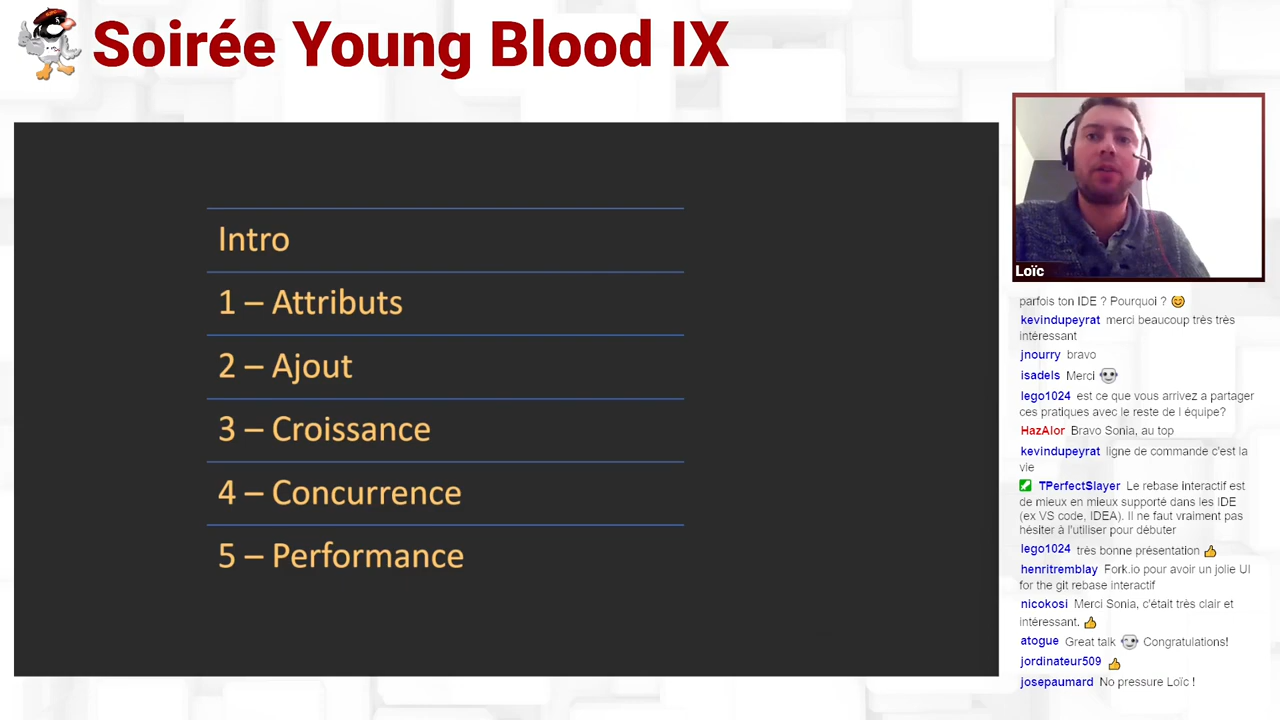 Soirée Young Blood IX
Intro
1 – Attributs
2 – Ajout
3 – Croissance
4 – Concurrence
5 – Performance
Loïc
parfois ton IDE ? Pourquoi ? 😊
kevindupeyrat merci beaucoup très très
intéressant
jnourry bravo
isadels Merci
lego1024 est ce que vous arrivez a partager
ces pratiques avec le reste de l équipe?
HazAlor Bravo Sonia, au top
kevindupeyrat ligne de commande c'est la
vie
TPerfectSlayer Le rebase interactif est
de mieux en mieux supporté dans les IDE
(ex VS code, IDEA). Il ne faut vraiment pas
hésiter à l'utiliser pour débuter
lego1024 très bonne présentation 👍
henritremblay Fork.io pour avoir un jolie UI
for the git rebase interactif
nicokosi Merci Sonia, c'était très clair et
intéressant. 👍
atogue Great talk Congratulations!
jordinateur509 👍
josepaumard No pressure Loïc !